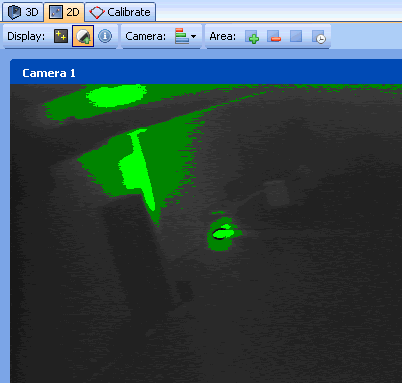 3D 2D Calibrate
Display: Camera: Area:
Camera 1